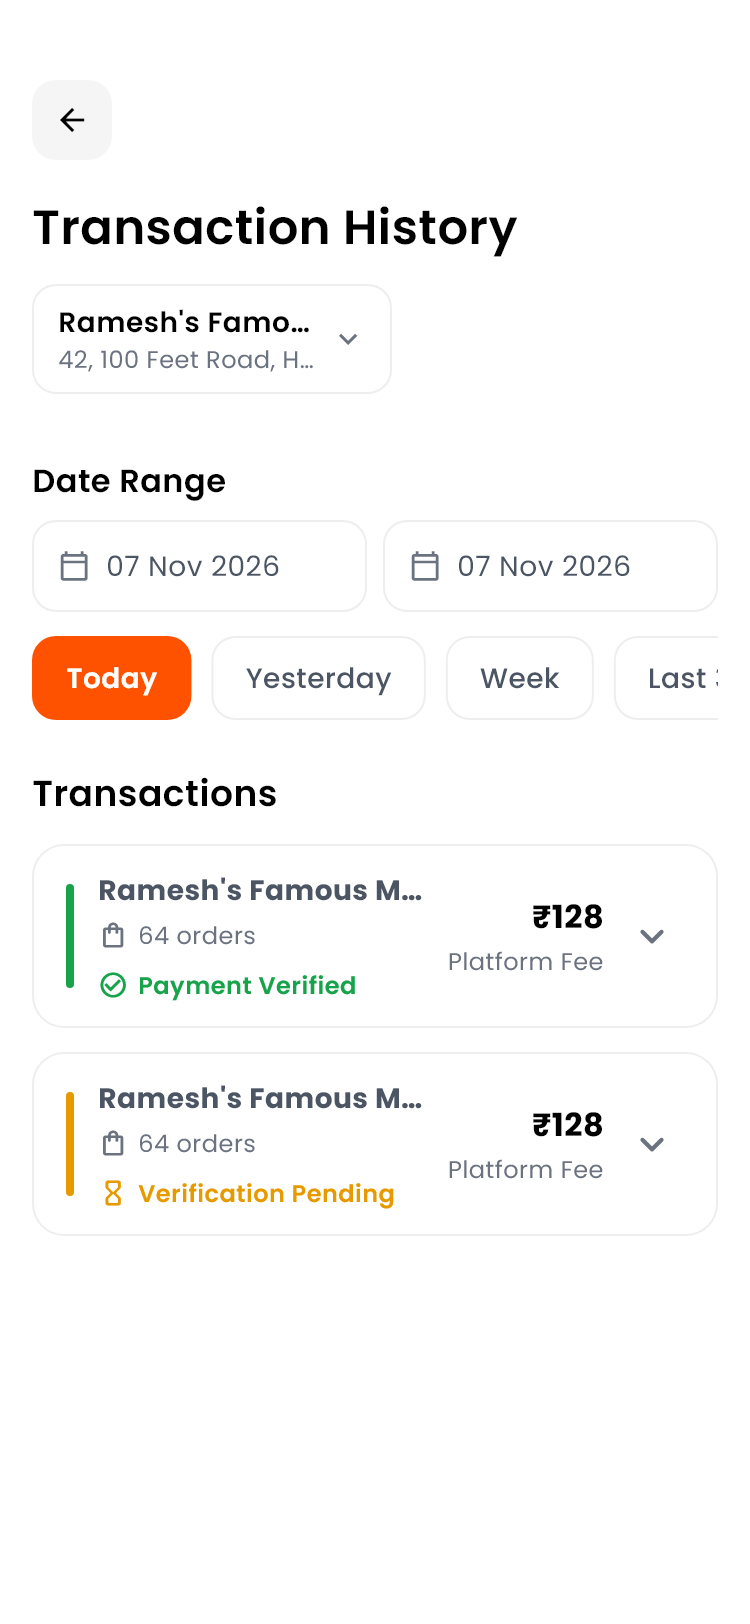 Transaction History
Ramesh's Famo...
42, 100 Feet Road, H...
Date Range
07 Nov 2026
07 Nov 2026
Today
Yesterday
Week
Last
Transactions
Ramesh's Famous M...
64 orders
Payment Verified
₹128
Platform Fee
Ramesh's Famous M...
64 orders
Verification Pending
₹128
Platform Fee